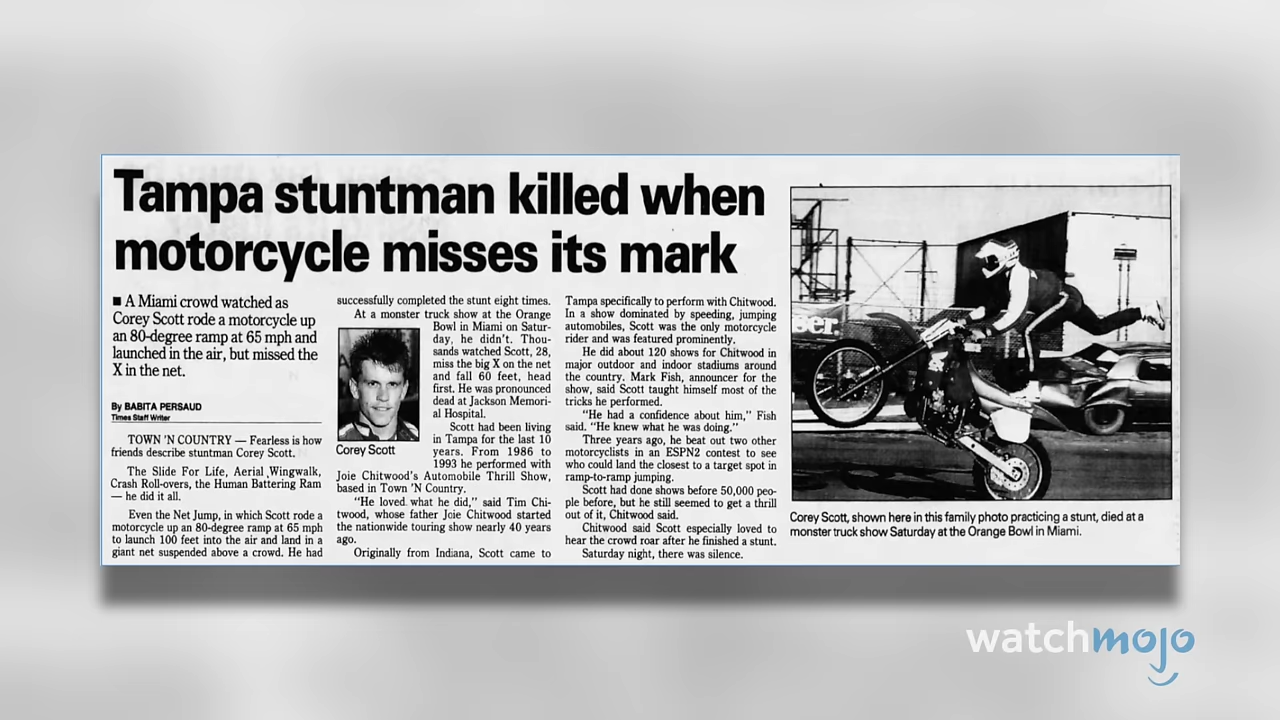 Tampa stuntman killed when
motorcycle misses its mark
■ A Miami crowd watched as
Corey Scott rode a motorcycle up
an 80-degree ramp at 65 mph and
launched in the air, but missed the
X in the net.
By BABITA PERSAUD
Times Staff Writer
TOWN 'N COUNTRY — Fearless is how
friends describe stuntman Corey Scott.
The Slide For Life, Aerial Wingwalk,
Crash Roll-overs, the Human Battering Ram
— he did it all.
Even the Net Jump, in which Scott rode a
motorcycle up an 80-degree ramp at 65 mph
to launch 100 feet into the air and land in a
giant net suspended above a crowd. He had
successfully completed the stunt eight times.
At a monster truck show at the Orange
Bowl in Miami on Satur-
day, he didn't. Thou-
sands watched Scott, 28,
miss the big X on the net
and fall 60 feet, head
first. He was pronounced
dead at Jackson Memori-
al Hospital.
Scott had been living
in Tampa for the last 10
years. From 1986 to
1993 he performed with
Corey Scott
Joie Chitwood's Automobile Thrill Show,
based in Town 'N Country.
"He loved what he did," said Tim Chi-
twood, whose father Joie Chitwood started
the nationwide touring show nearly 40 years
ago.
Originally from Indiana, Scott came to
Tampa specifically to perform with Chitwood.
In a show dominated by speeding, jumping
automobiles, Scott was the only motorcycle
rider and was featured prominently.
He did about 120 shows for Chitwood in
major outdoor and indoor stadiums around
the country. Mark Fish, announcer for the
show, said Scott taught himself most of the
tricks he performed.
"He had a confidence about him," Fish
said. "He knew what he was doing."
Three years ago, he beat out two other
motorcyclists in an ESPN2 contest to see
who could land the closest to a target spot in
ramp-to-ramp jumping.
Scott had done shows before 50,000 peo-
ple before, but he still seemed to get a thrill
out of it, Chitwood said.
Chitwood said Scott especially loved to
hear the crowd roar after he finished a stunt.
Saturday night, there was silence.
Corey Scott, shown here in this family photo practicing a stunt, died at a
monster truck show Saturday at the Orange Bowl in Miami.
watchmojo